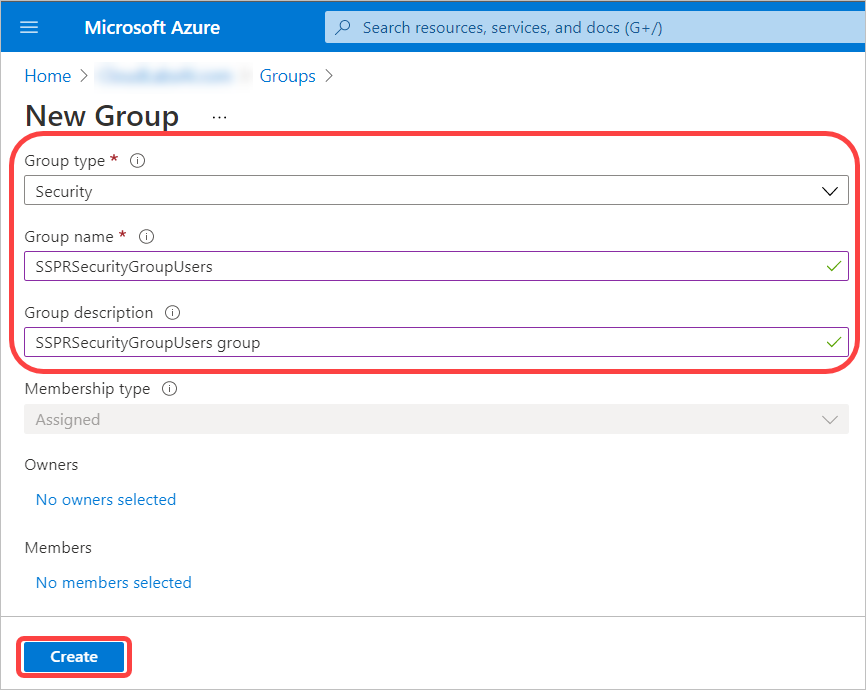 Microsoft Azure
Search resources, services, and docs (G+/)
Home > > Groups >
New Group ...
Group type *
Security
Group name *
SSPRSecurityGroupUsers
Group description
SSPRSecurityGroupUsers group
Membership type
Assigned
Owners
No owners selected
Members
No members selected
Create